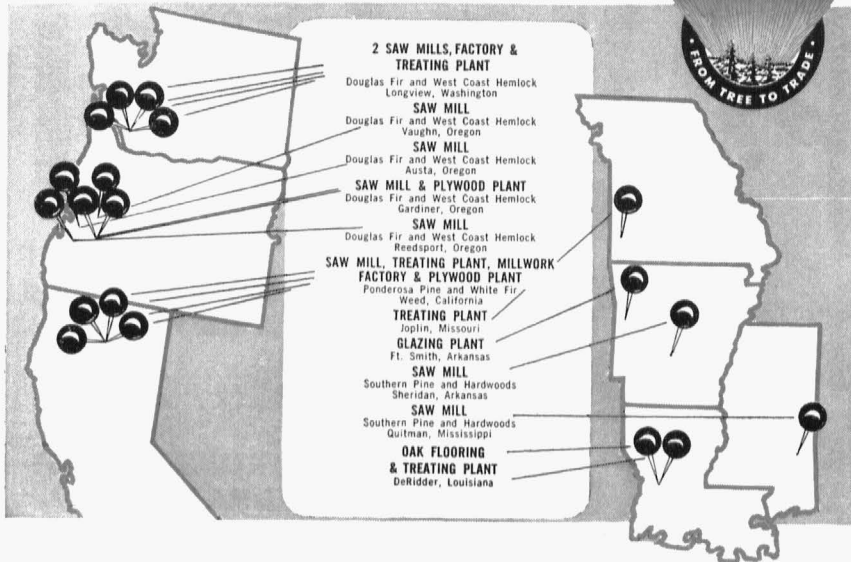 FROM TREE TO TRADE
2 SAW MILLS, FACTORY &
TREATING PLANT
Douglas Fir and West Coast Hemlock
Longview, Washington
SAW MILL
Douglas Fir and West Coast Hemlock
Vaughn, Oregon
SAW MILL
Douglas Fir and West Coast Hemlock
Austa, Oregon
SAW MILL & PLYWOOD PLANT
Douglas Fir and West Coast Hemlock
Gardiner, Oregon
SAW MILL
Douglas Fir and West Coast Hemlock
Reedsport, Oregon
SAW MILL, TREATING PLANT, MILLWORK
FACTORY & PLYWOOD PLANT
Ponderosa Pine and White Fir
Weed, California
TREATING PLANT
Joplin, Missouri
GLAZING PLANT
Ft. Smith, Arkansas
SAW MILL
Southern Pine and Hardwoods
Sheridan, Arkansas
SAW MILL
Southern Pine and Hardwoods
Quitman, Mississippi
OAK FLOORING
& TREATING PLANT
DeRidder, Louisiana